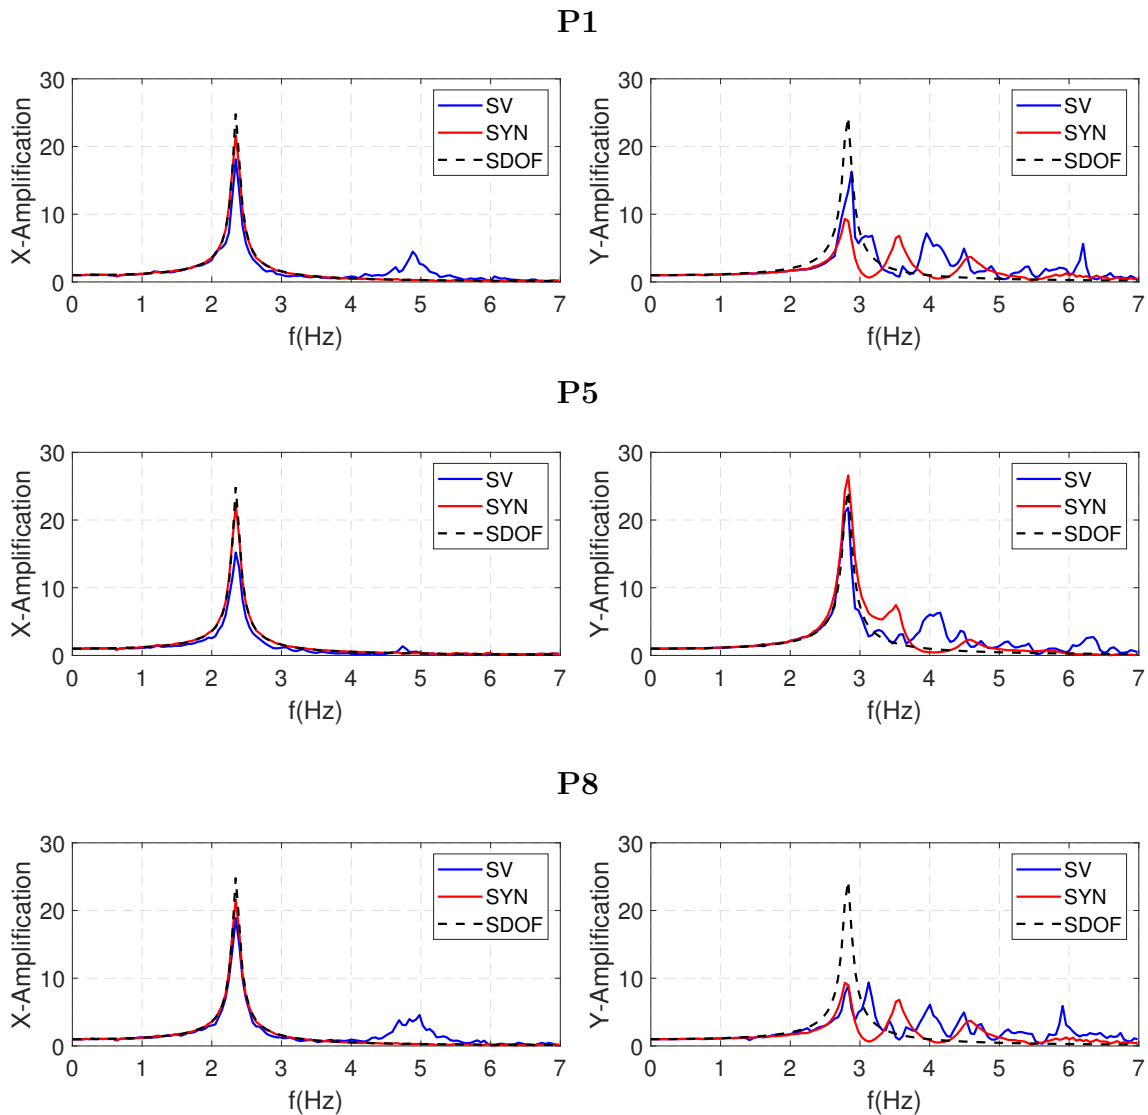 P1
30
20
10
0
X-Amplification
SV
SYN
SDOF
0 1 2 3 4 5 6 7
f(Hz)
30
20
10
0
Y-Amplification
SV
SYN
SDOF
0 1 2 3 4 5 6 7
f(Hz)
P5
30
20
10
0
X-Amplification
SV
SYN
SDOF
0 1 2 3 4 5 6 7
f(Hz)
30
20
10
0
Y-Amplification
SV
SYN
SDOF
0 1 2 3 4 5 6 7
f(Hz)
P8
30
20
10
0
X-Amplification
SV
SYN
SDOF
0 1 2 3 4 5 6 7
f(Hz)
30
20
10
0
Y-Amplification
SV
SYN
SDOF
0 1 2 3 4 5 6 7
f(Hz)